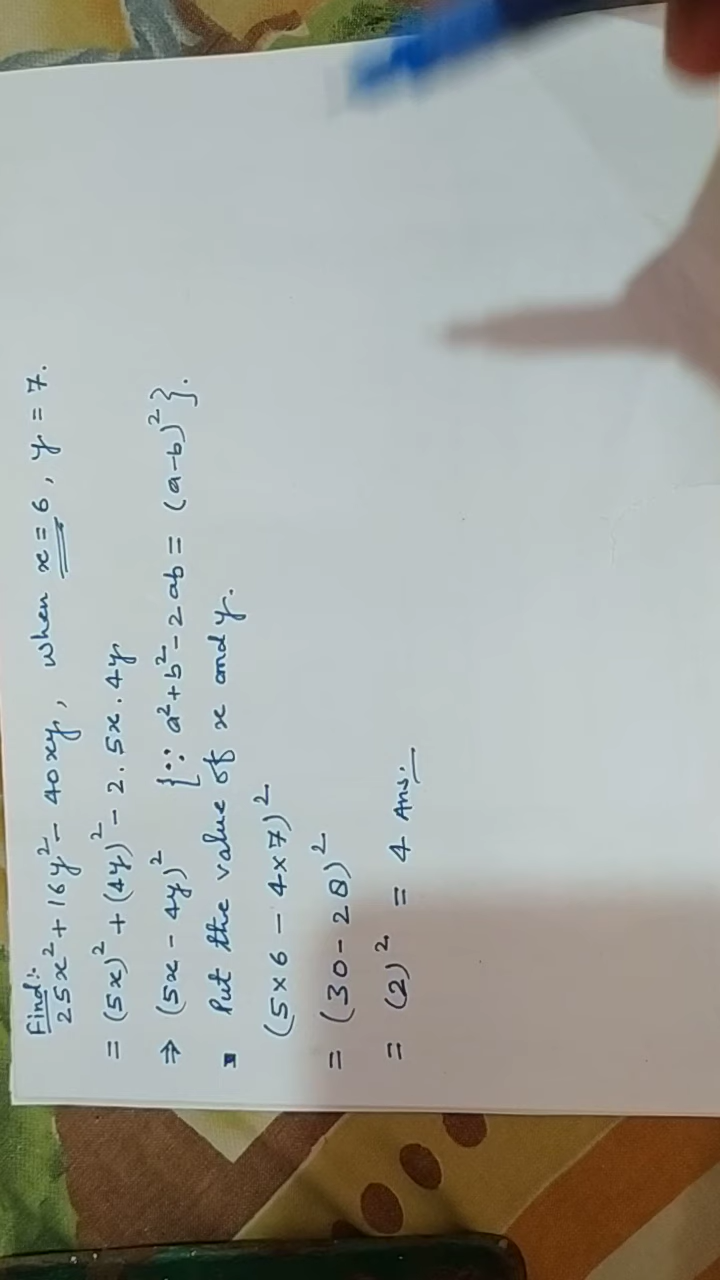 Find:-
25x² + 16y² - 40xy, when x = 6, y = 7.
= (5x)² + (4y)² - 2.5x.4y
⇒ (5x - 4y)² {∵ a² + b² - 2ab = (a-b)²}.
Put the value of x and y.
(5×6 - 4×7)²
= (30 - 28)²
= (2)² = 4 Ans.